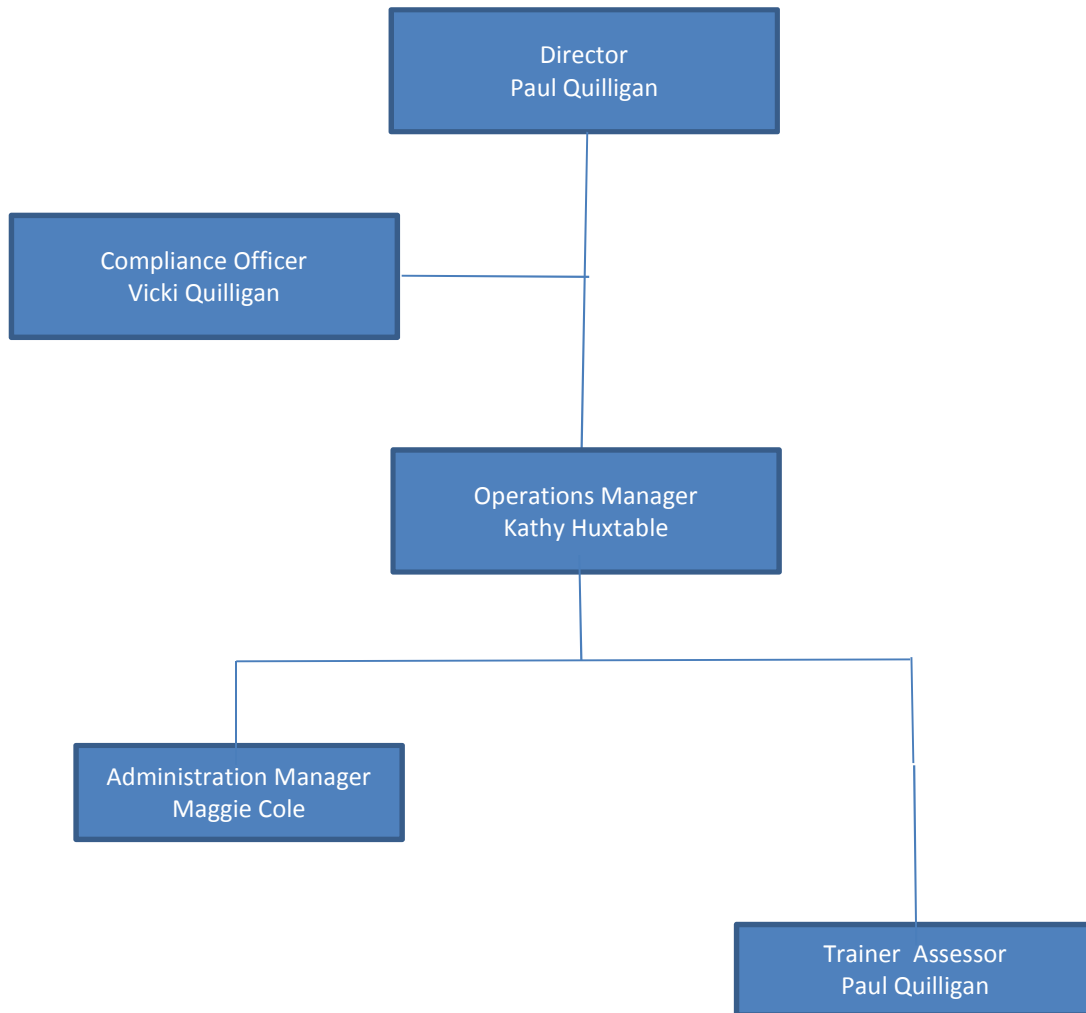 Director
Paul Quilligan
Compliance Officer
Vicki Quilligan
Operations Manager
Kathy Huxtable
Administration Manager
Maggie Cole
Trainer  Assessor
Paul Quilligan